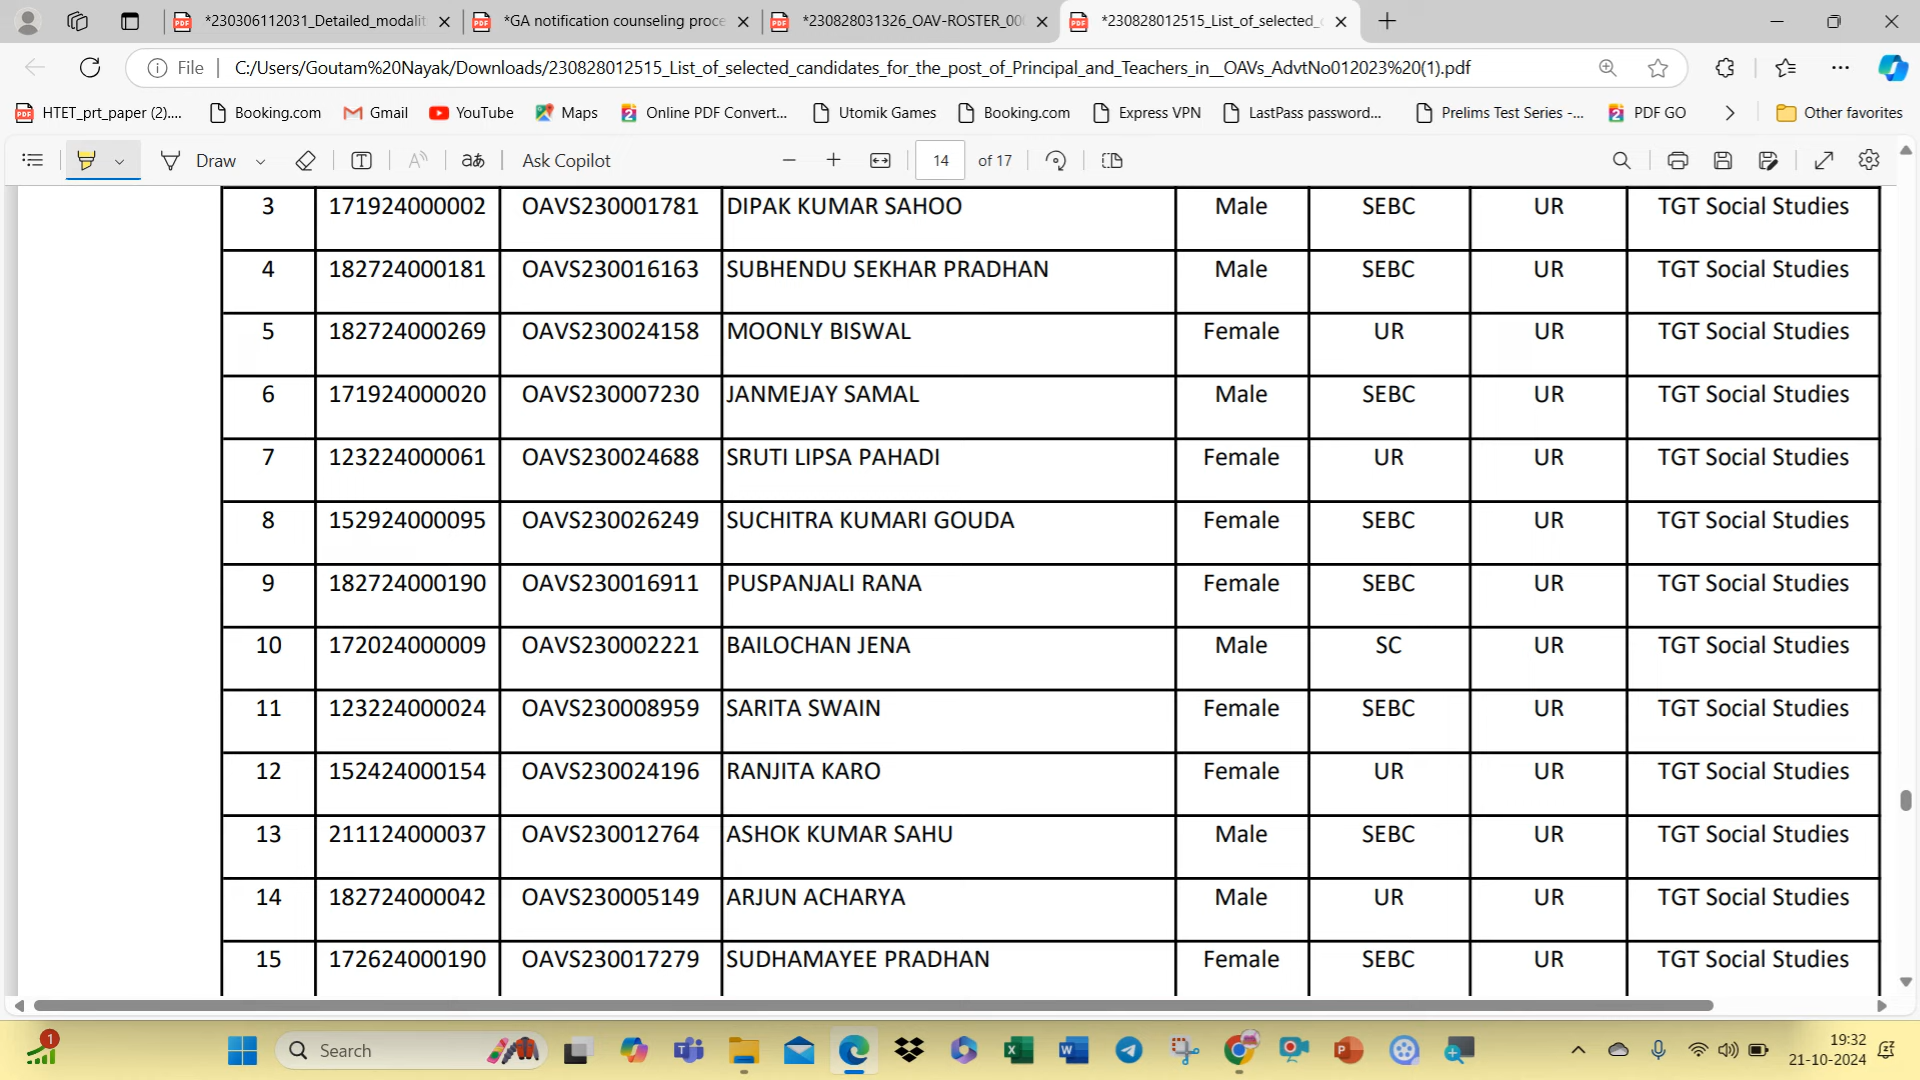 *230306112031_Detailed_modalit *GA notification counseling proce *230828031326_OAV-ROSTER_00 *230828012515_List_of_selected_c
File C:/Users/Goutam%20Nayak/Downloads/230828012515_List_of_selected_candidates_for_the_post_of_Principal_and_Teachers_in__OAVs_AdvtNo012023%20(1).pdf
HTET_prt_paper (2).... Booking.com Gmail YouTube Maps Online PDF Convert... Utomik Games Booking.com Express VPN LastPass password... Prelims Test Series -... PDF GO Other favorites
Draw Ask Copilot 14 of 17
3 171924000002 OAVS230001781 DIPAK KUMAR SAHOO Male SEBC UR TGT Social Studies
4 182724000181 OAVS230016163 SUBHENDU SEKHAR PRADHAN Male SEBC UR TGT Social Studies
5 182724000269 OAVS230024158 MOONLY BISWAL Female UR UR TGT Social Studies
6 171924000020 OAVS230007230 JANMEJAY SAMAL Male SEBC UR TGT Social Studies
7 123224000061 OAVS230024688 SRUTI LIPSA PAHADI Female UR UR TGT Social Studies
8 152924000095 OAVS230026249 SUCHITRA KUMARI GOUDA Female SEBC UR TGT Social Studies
9 182724000190 OAVS230016911 PUSPANJALI RANA Female SEBC UR TGT Social Studies
10 172024000009 OAVS230002221 BAILOCHAN JENA Male SC UR TGT Social Studies
11 123224000024 OAVS230008959 SARITA SWAIN Female SEBC UR TGT Social Studies
12 152424000154 OAVS230024196 RANJITA KARO Female UR UR TGT Social Studies
13 211124000037 OAVS230012764 ASHOK KUMAR SAHU Male SEBC UR TGT Social Studies
14 182724000042 OAVS230005149 ARJUN ACHARYA Male UR UR TGT Social Studies
15 172624000190 OAVS230017279 SUDHAMAYEE PRADHAN Female SEBC UR TGT Social Studies
1 Search 19:32
21-10-2024